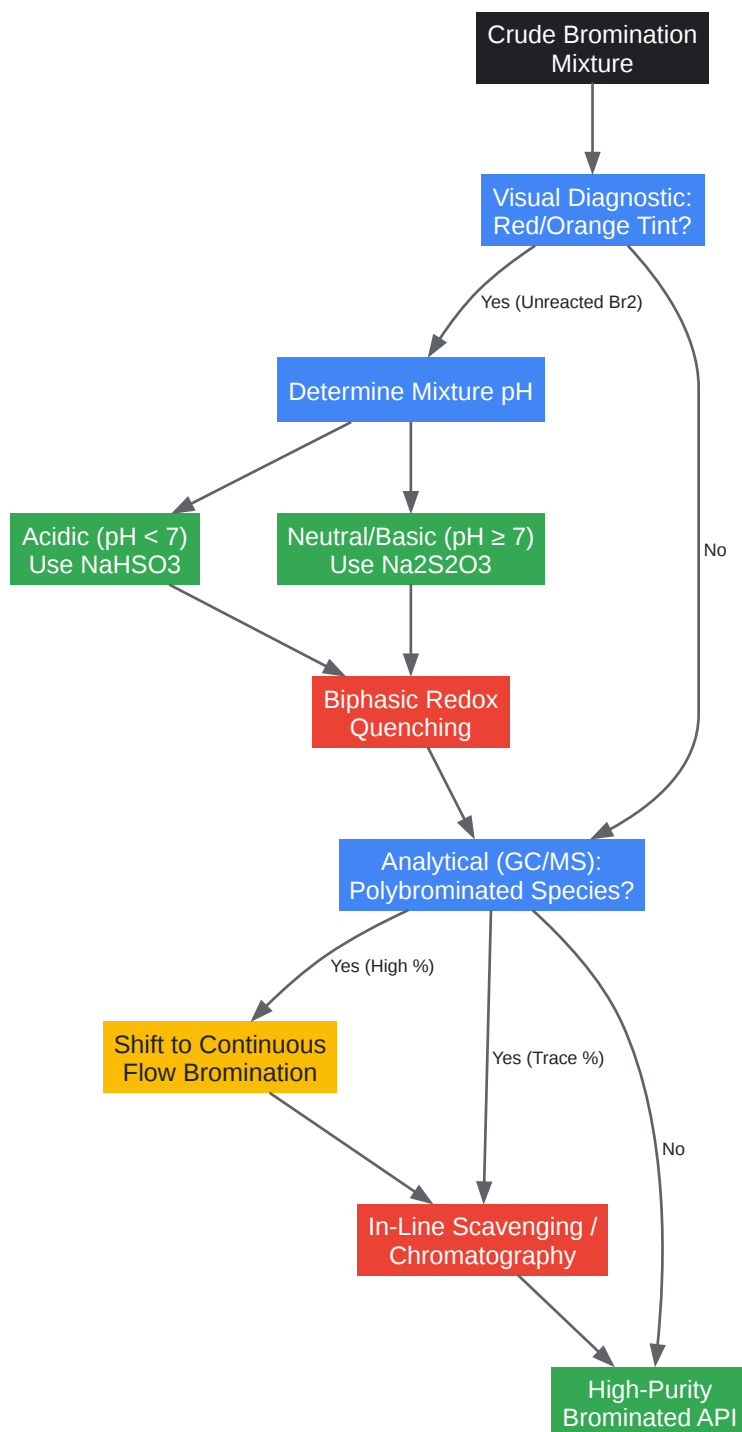 Crude Bromination
Mixture
Visual Diagnostic:
Red/Orange Tint?
Yes (Unreacted Br2)
Determine Mixture pH
Acidic (pH < 7)
Use NaHSO3
Neutral/Basic (pH ≥ 7)
Use Na2S2O3
No
Biphasic Redox
Quenching
Analytical (GC/MS):
Polybrominated Species?
Yes (High %)
Shift to Continuous
Flow Bromination
Yes (Trace %)
No
In-Line Scavenging /
Chromatography
High-Purity
Brominated API